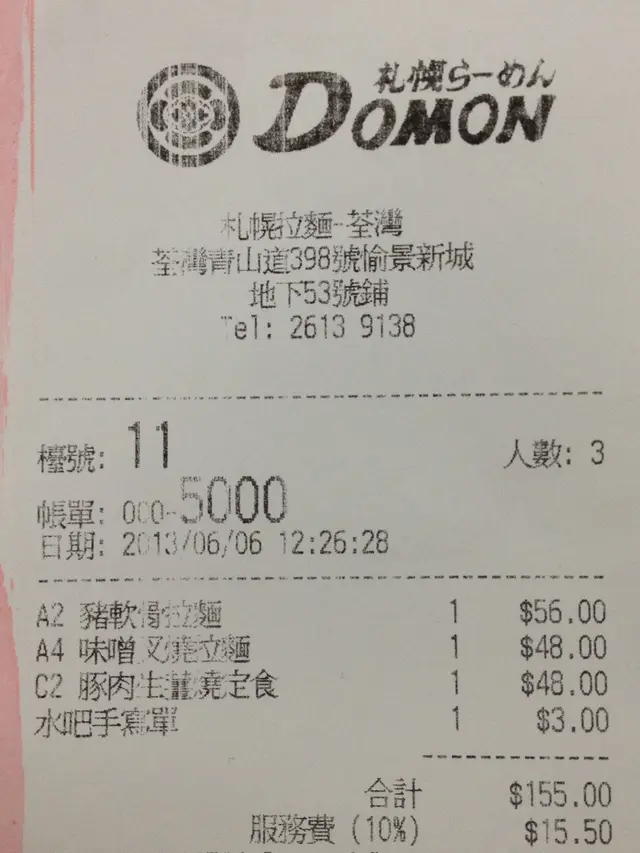 札幌らーめん
DOMON
札幌拉麵-荃灣
荃灣青山道398號愉景新城
地下53號鋪
Tel: 2613 9138
檯號: 11 人數: 3
帳單: 000-5000
日期: 2013/06/06 12:26:28
A2 豬軟骨拉麵 1 $56.00
A4 味噌叉燒拉麵 1 $48.00
C2 豚肉生薑燒定食 1 $48.00
水吧手寫單 1 $3.00
合計 $155.00
服務費 (10%) $15.50